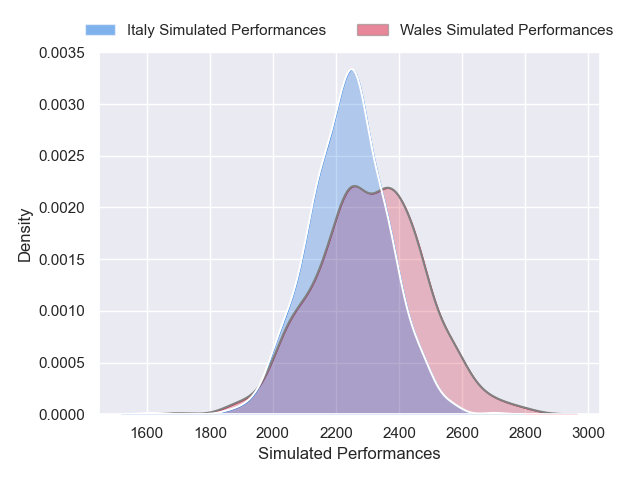 Italy Simulated Performances Wales Simulated Performances
0.0035
0.0030
0.0025
0.0020
0.0015
0.0010
0.0005
0.0000
Density
1600 1800 2000 2200 2400 2600 2800 3000
Simulated Performances